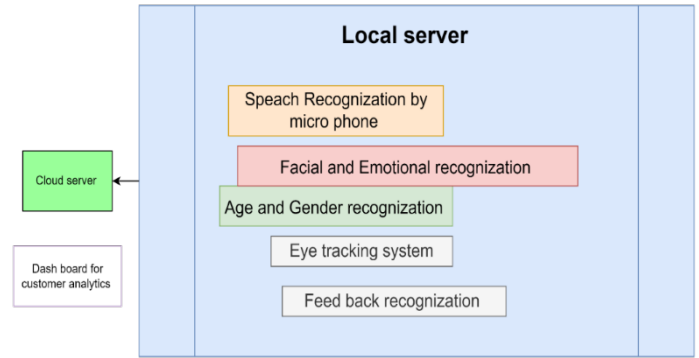 Local server
Speach Recognization by
micro phone
Facial and Emotional recognization
Cloud server
Age and Gender recognization
Eye tracking system
Dash board for
customer analytics
Feed back recognization